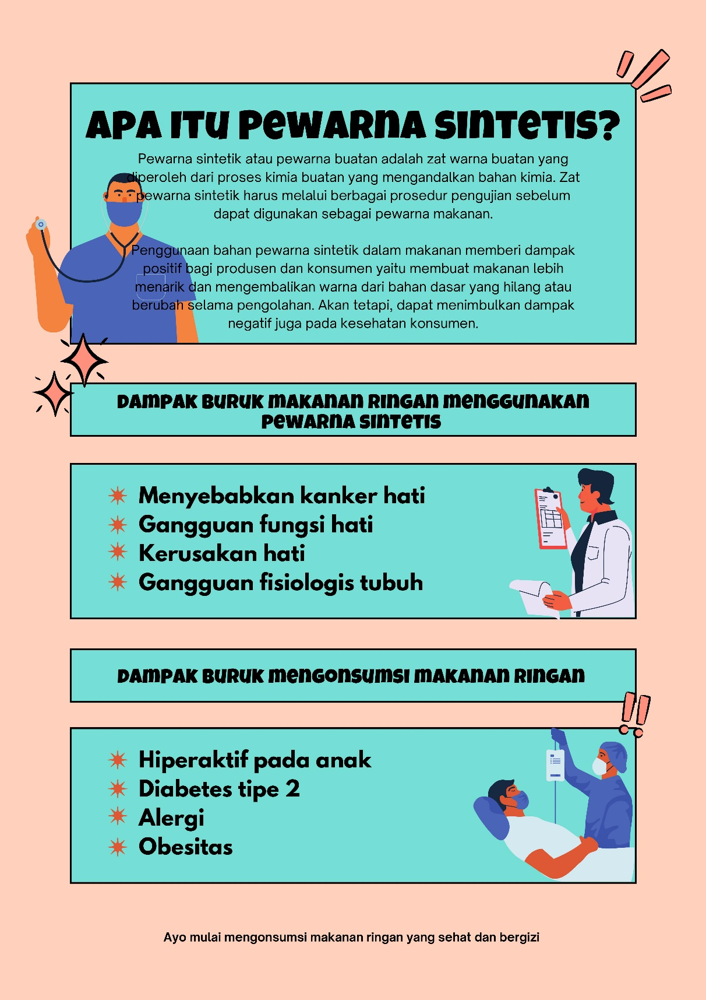 APA ITU PEWARNA SINTETIS?
Pewarna sintetik atau pewarna buatan adalah zat warna buatan yang
diperoleh dari proses kimia buatan yang mengandalkan bahan kimia. Zat
pewarna sintetik harus melalui berbagai prosedur pengujian sebelum
dapat digunakan sebagai pewarna makanan.
Penggunaan bahan pewarna sintetik dalam makanan memberi dampak
positif bagi produsen dan konsumen yaitu membuat makanan lebih
menarik dan mengembalikan warna dari bahan dasar yang hilang atau
berubah selama pengolahan. Akan tetapi, dapat menimbulkan dampak
negatif juga pada kesehatan konsumen.
DAMPAK BURUK MAKANAN RINGAN MENGGUNAKAN
PEWARNA SINTETIS
Menyebabkan kanker hati
Gangguan fungsi hati
Kerusakan hati
Gangguan fisiologis tubuh
DAMPAK BURUK MENGONSUMSI MAKANAN RINGAN
Hiperaktif pada anak
Diabetes tipe 2
Alergi
Obesitas
Ayo mulai mengonsumsi makanan ringan yang sehat dan bergizi